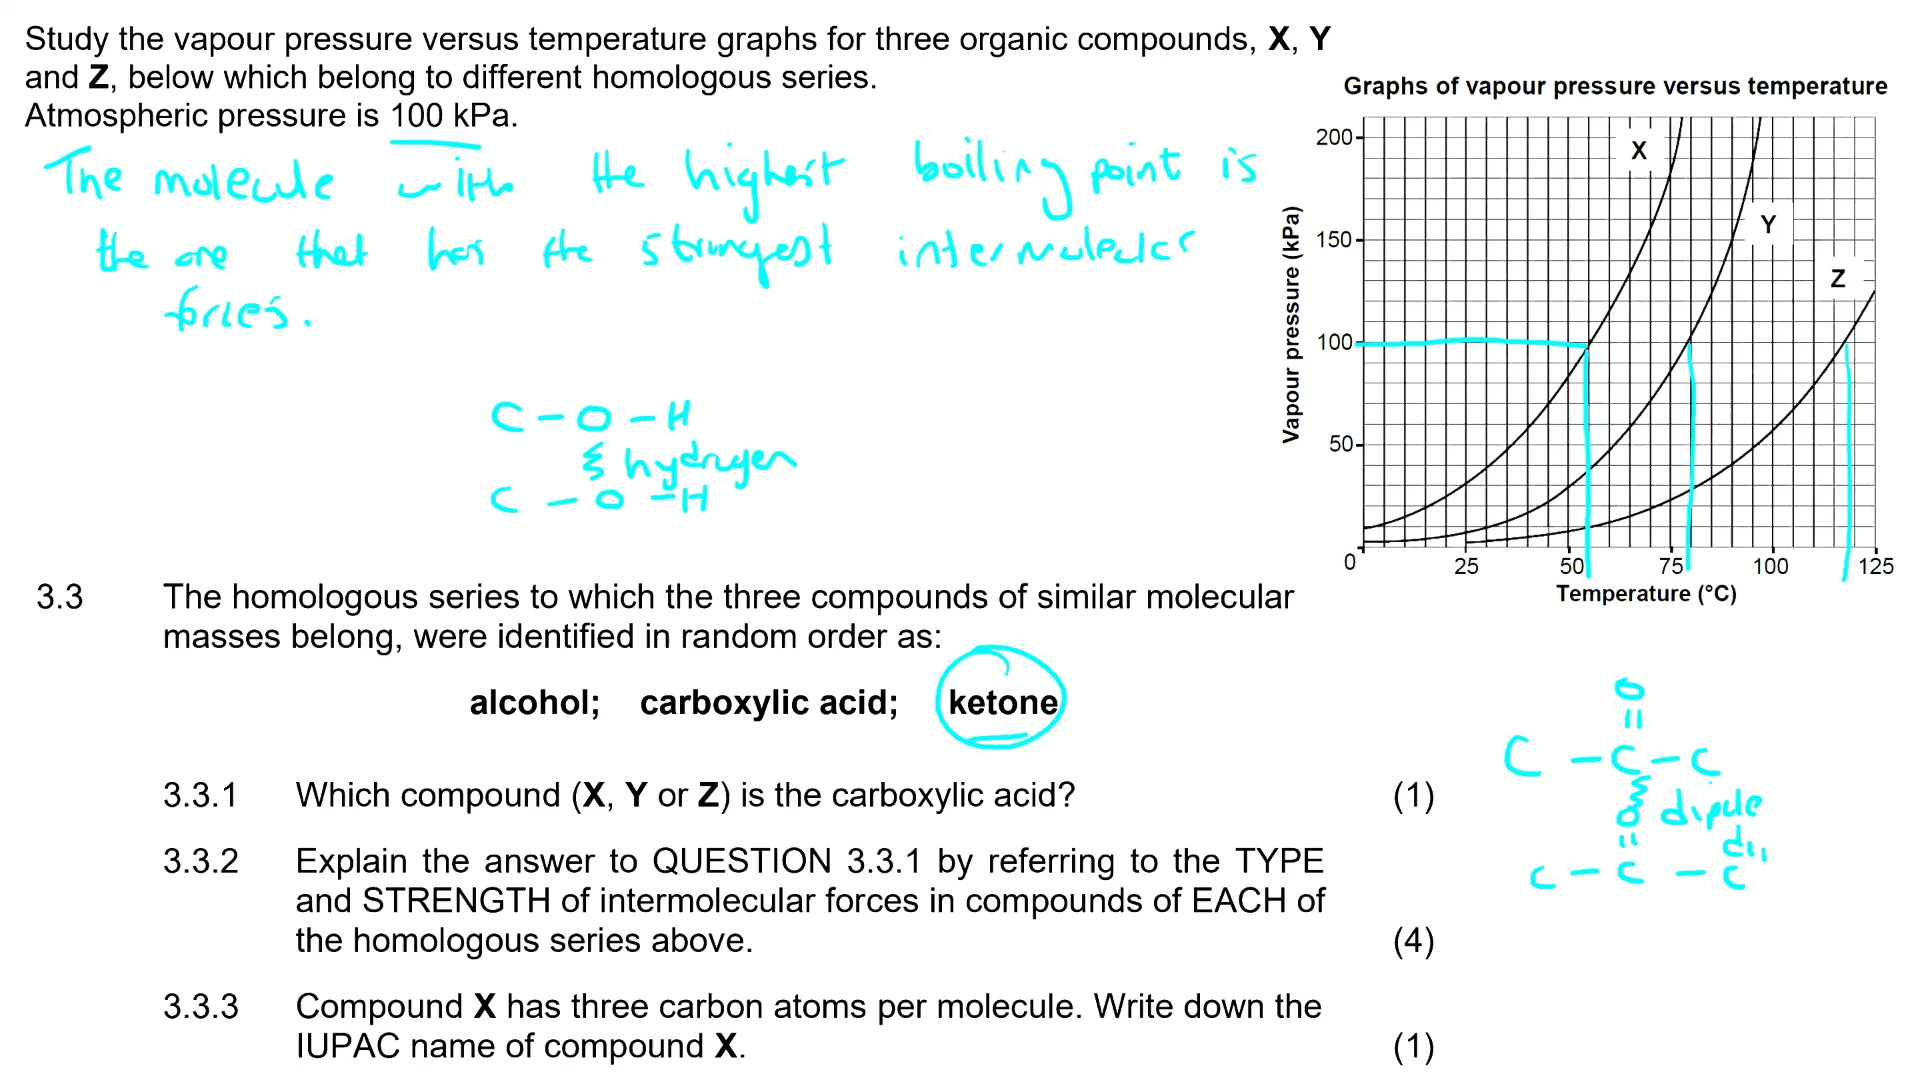 Study the vapour pressure versus temperature graphs for three organic compounds, X, Y
and Z, below which belong to different homologous series.
Atmospheric pressure is 100 kPa.
The molecule with the highest boiling point is
the one that has the strongest intermolecular
forces.
C - O - H
hydrogen
C - O - H
Graphs of vapour pressure versus temperature
200
150
100
50
0
25
50
75
100
125
X
Y
Z
Vapour pressure (kPa)
Temperature (°C)
3.3 The homologous series to which the three compounds of similar molecular
masses belong, were identified in random order as:
alcohol; carboxylic acid; ketone
3.3.1 Which compound (X, Y or Z) is the carboxylic acid? (1)
3.3.2 Explain the answer to QUESTION 3.3.1 by referring to the TYPE
and STRENGTH of intermolecular forces in compounds of EACH of
the homologous series above. (4)
3.3.3 Compound X has three carbon atoms per molecule. Write down the
IUPAC name of compound X. (1)
O
=
C - C - C
O dipole
=
C - C - C